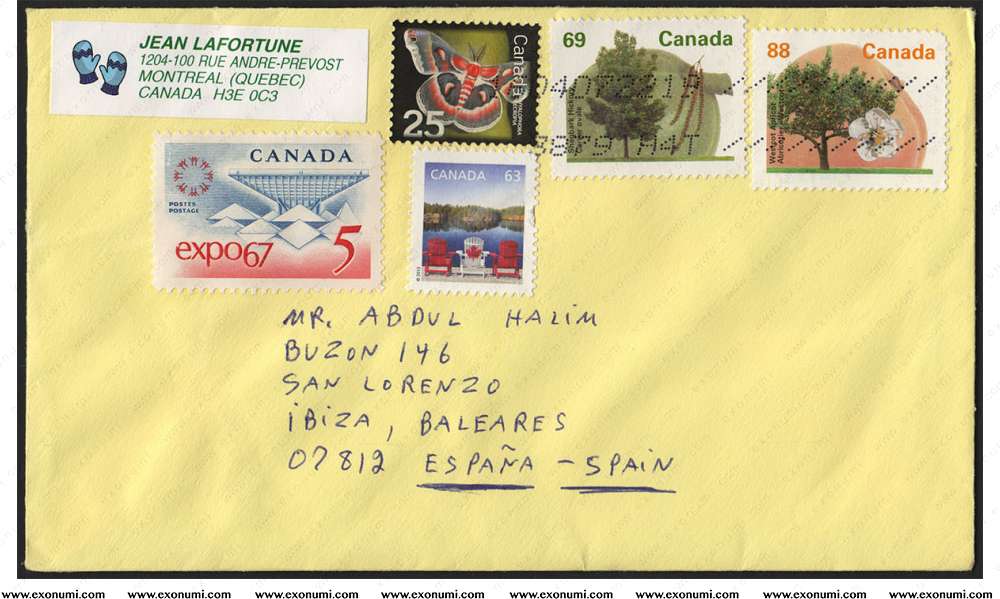 JEAN LAFORTUNE
1204-100 RUE ANDRE-PREVOST
MONTREAL (QUEBEC)
CANADA H3E 0C3
Canada
25
69 Canada
88 Canada
CANADA
POSTES
POSTAGE
expo67
5
CANADA 63
MR. ABDUL HALIM
BUZON 146
SAN LORENZO
IBIZA, BALEARES
07812 ESPAÑA - SPAIN
www.exonumi.com www.exonumi.com www.exonumi.com www.exonumi.com www.exonumi.com www.exonumi.com www.exonumi.com